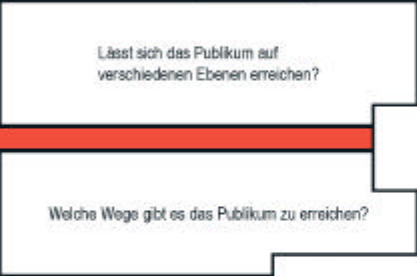 Lässt sich das Publikum auf
verschiedenen Ebenen erreichen?
Welche Wege gibt es das Publikum zu erreichen?